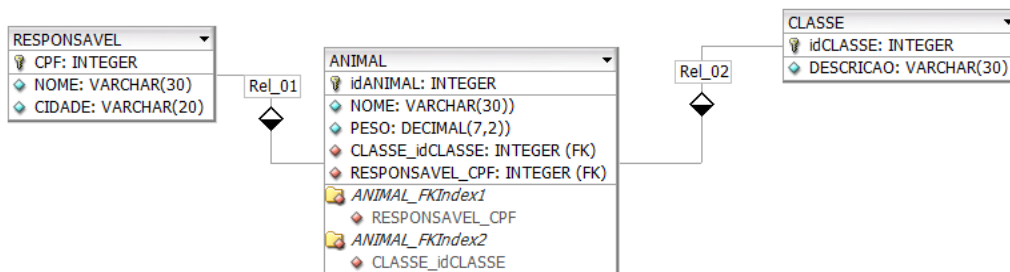 RESPONSAVEL
CPF: INTEGER
NOME: VARCHAR(30)
CIDADE: VARCHAR(20)
Rel_01
ANIMAL
idANIMAL: INTEGER
NOME: VARCHAR(30))
PESO: DECIMAL(7,2))
CLASSE_idCLASSE: INTEGER (FK)
RESPONSAVEL_CPF: INTEGER (FK)
ANIMAL_FKIndex1
RESPONSAVEL_CPF
ANIMAL_FKIndex2
CLASSE_idCLASSE
Rel_02
CLASSE
idCLASSE: INTEGER
DESCRICAO: VARCHAR(30)